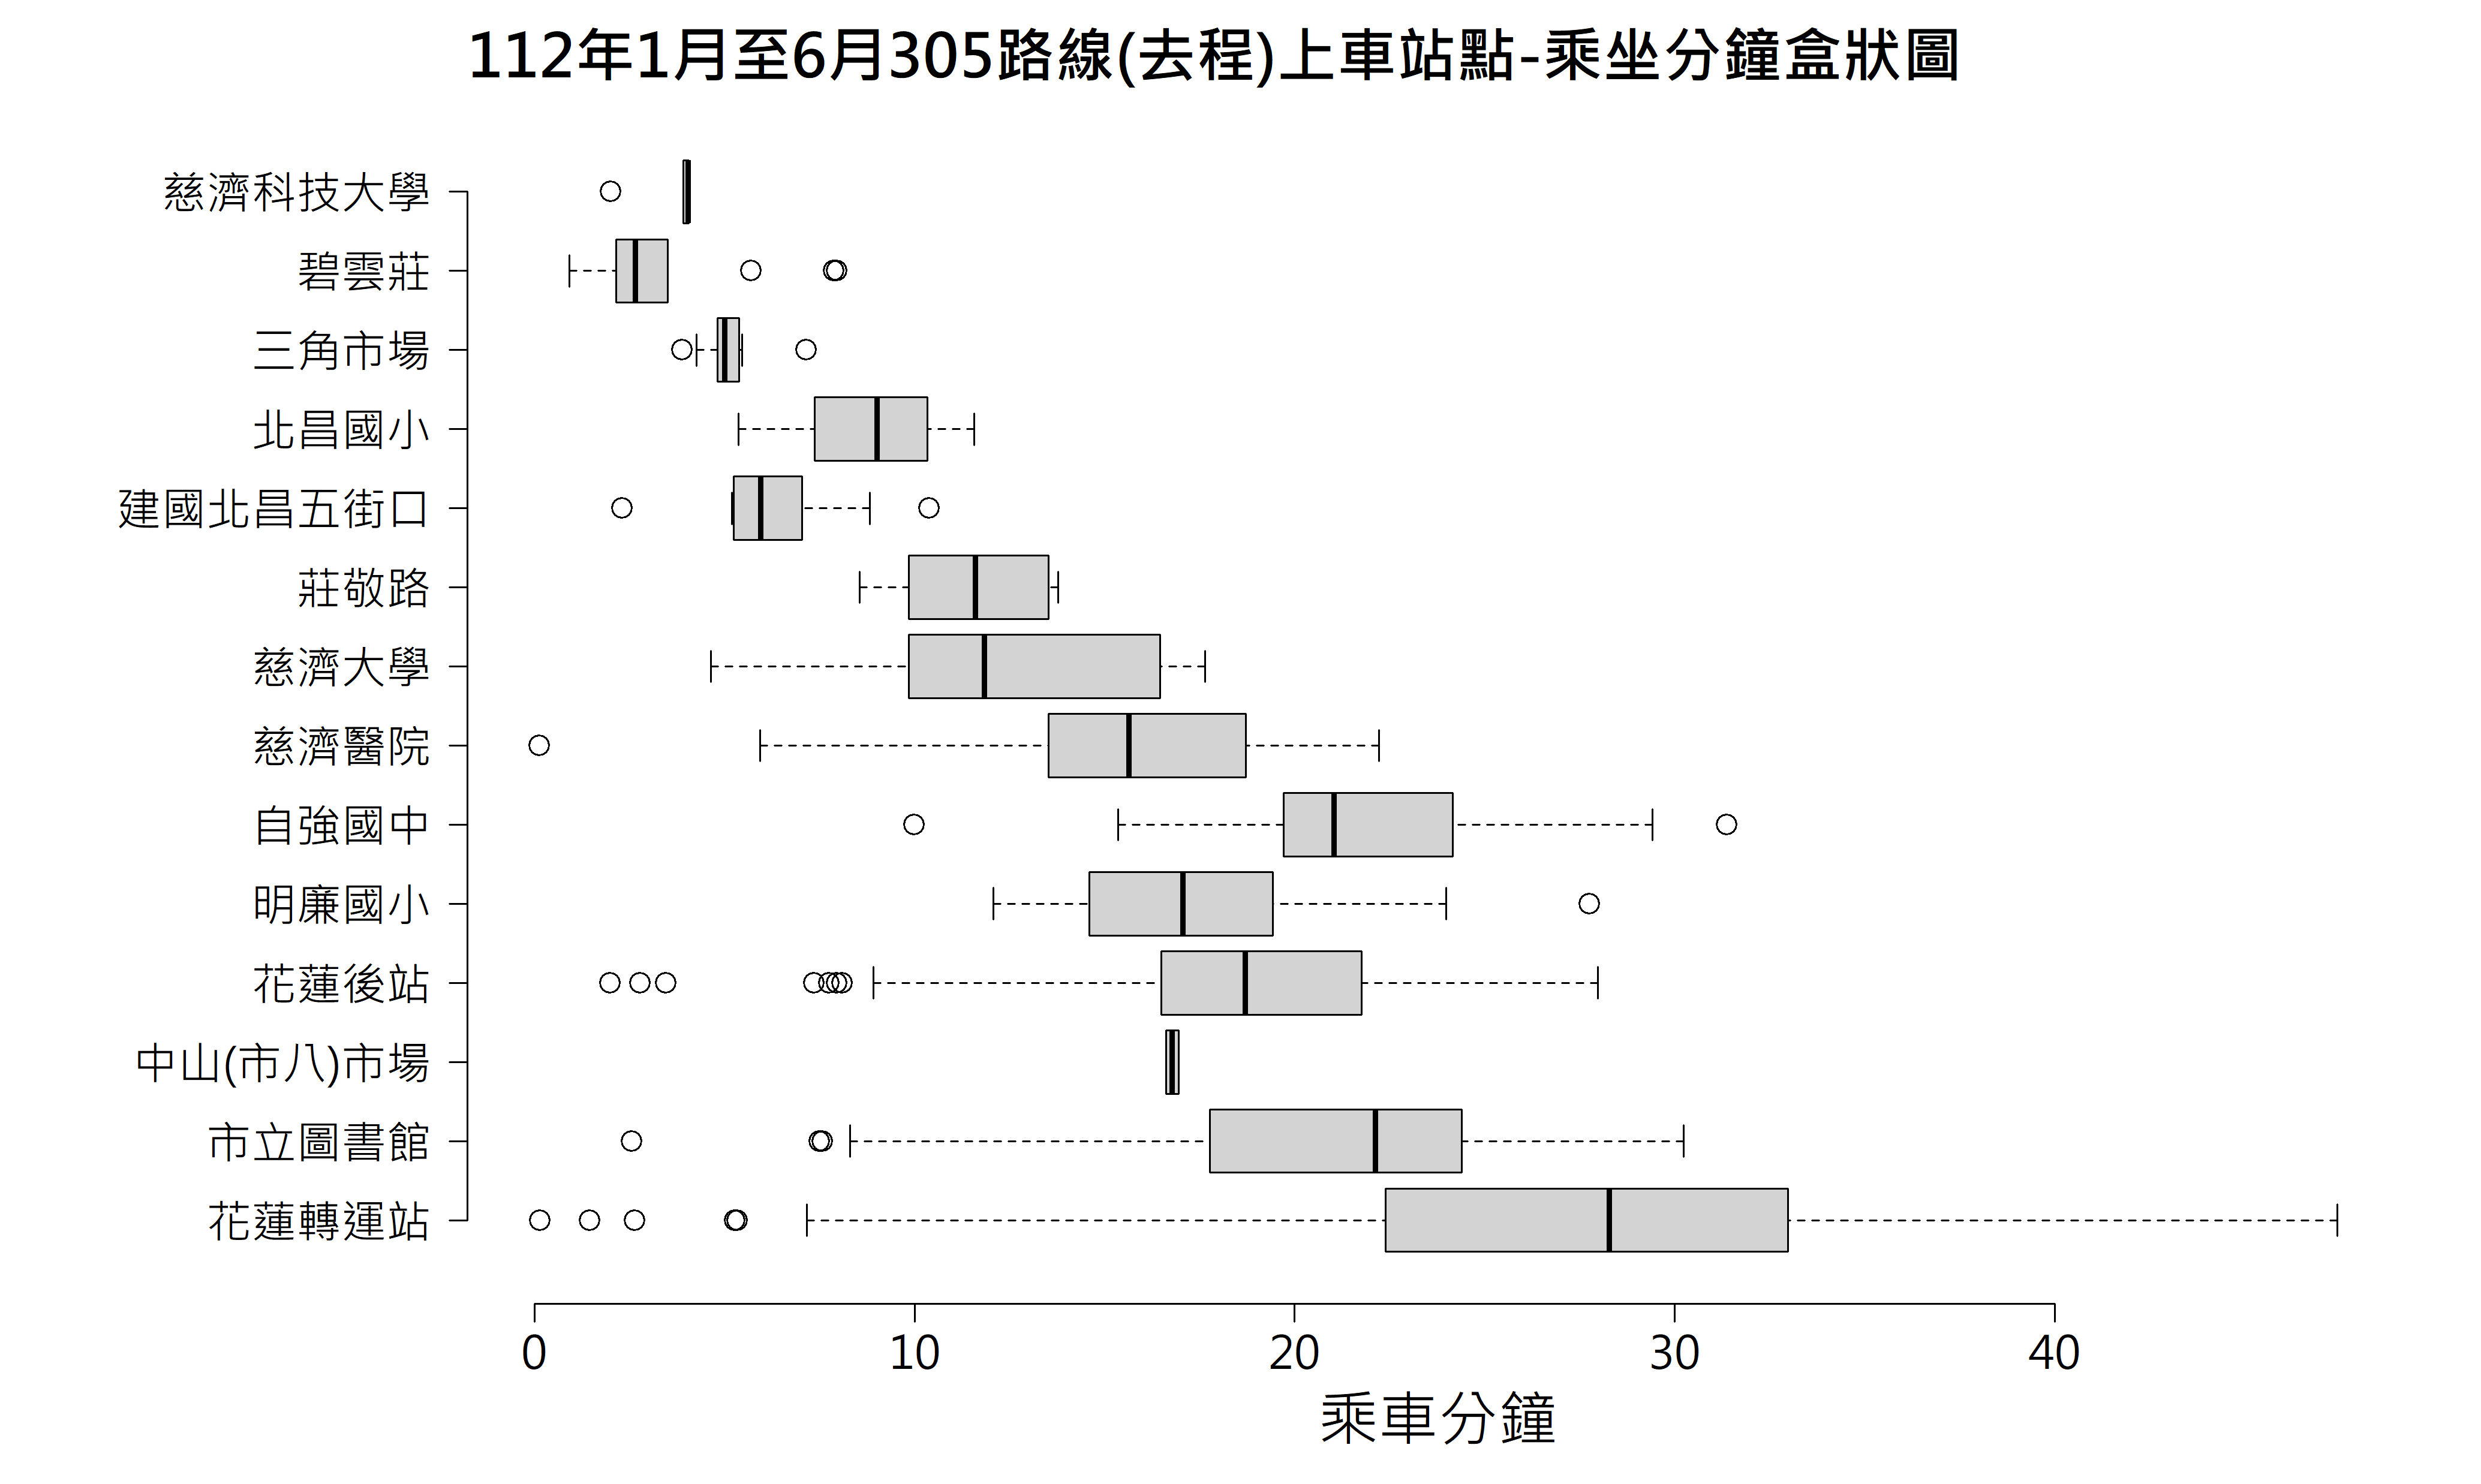 112年1月至6月305路線(去程)上車站點-乘坐分鐘盒狀圖
慈濟科技大學
碧雲莊
三角市場
北昌國小
建國北昌五街口
莊敬路
慈濟大學
慈濟醫院
自強國中
明廉國小
花蓮後站
中山(市八)市場
市立圖書館
花蓮轉運站
0 10 20 30 40
乘車分鐘